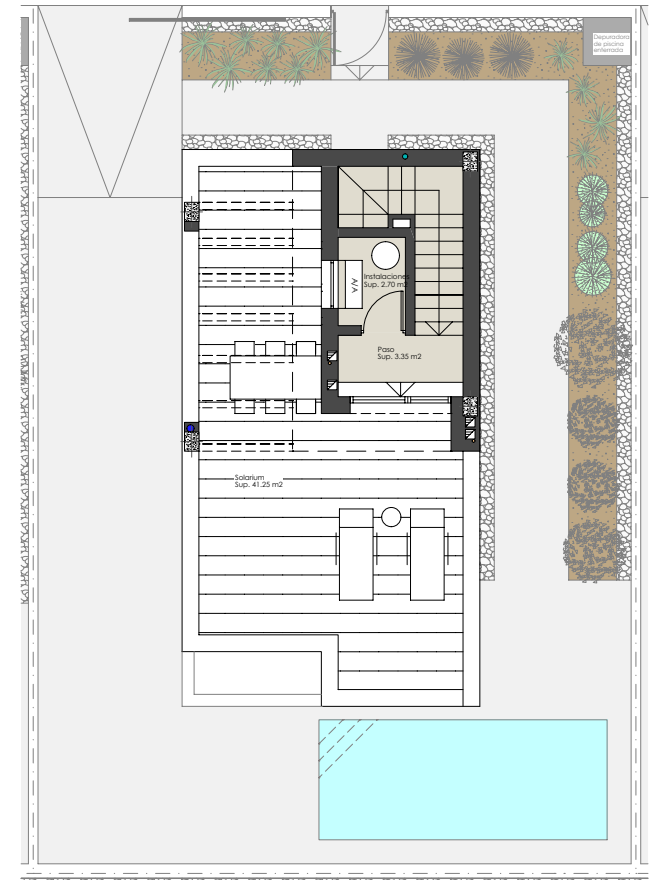 Depuradora
de piscina
enterrada
Instalaciones
Sup. 2.70 m2
A/A
Paso
Sup. 3.35 m2
Solarium
Sup. 41.25 m2